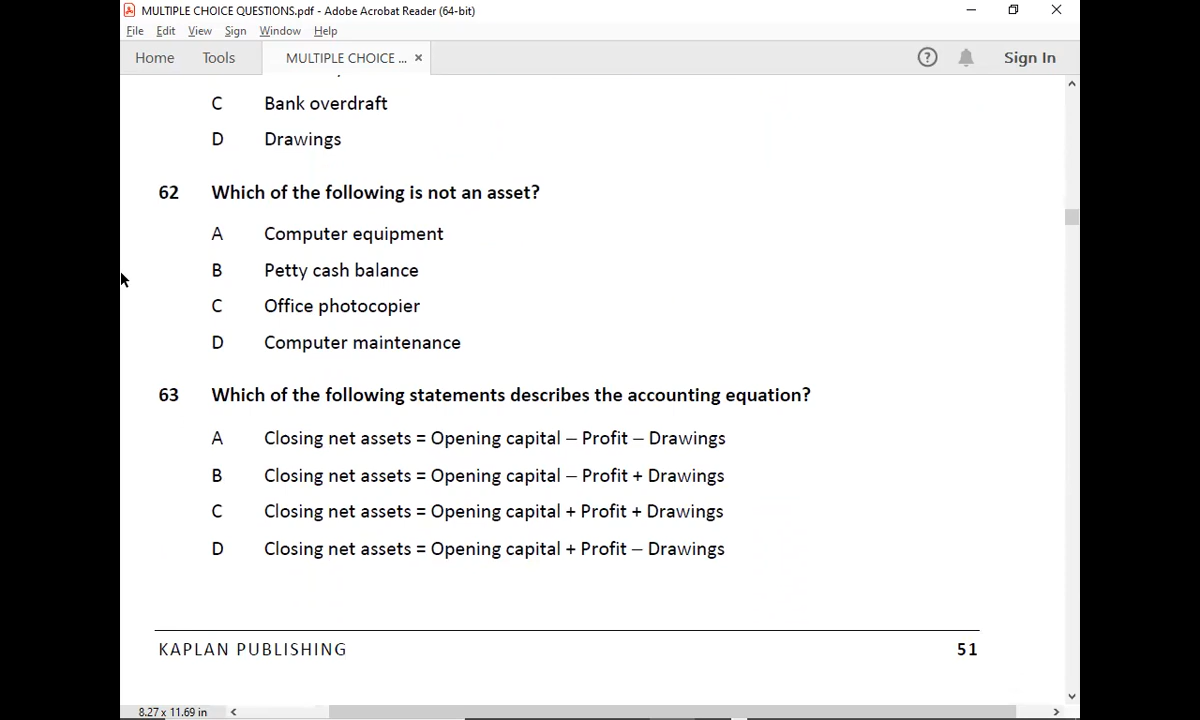 MULTIPLE CHOICE QUESTIONS.pdf - Adobe Acrobat Reader (64-bit)
File Edit View Sign Window Help
Home Tools MULTIPLE CHOICE ... × ? Sign In
C Bank overdraft
D Drawings
62 Which of the following is not an asset?
A Computer equipment
B Petty cash balance
C Office photocopier
D Computer maintenance
63 Which of the following statements describes the accounting equation?
A Closing net assets = Opening capital – Profit – Drawings
B Closing net assets = Opening capital – Profit + Drawings
C Closing net assets = Opening capital + Profit + Drawings
D Closing net assets = Opening capital + Profit – Drawings
KAPLAN PUBLISHING 51
8.27 x 11.69 in